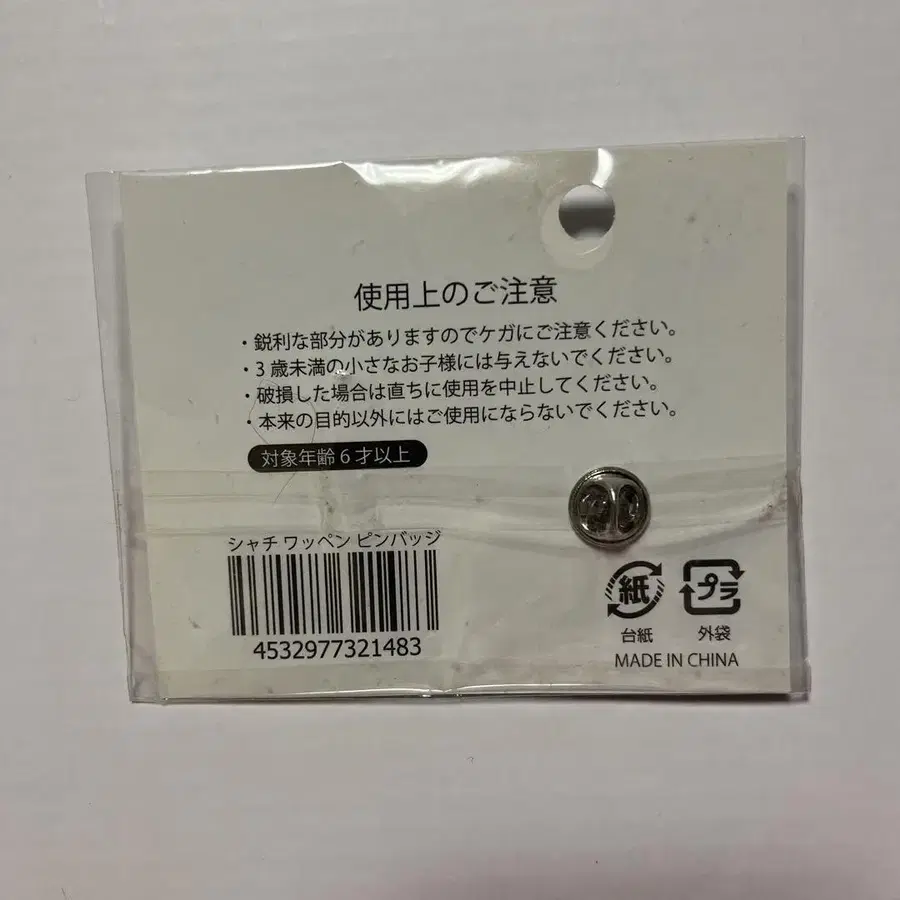 使用上のご注意
・鋭利な部分がありますのでケガにご注意ください。
・3歳未満の小さなお子様には与えないでください。
・破損した場合は直ちに使用を中止してください。
・本来の目的以外にはご使用にならないでください。
対象年齢6才以上
シャチ ワッペン ピンバッジ
4532977321483
紙 プラ
台紙 外袋
MADE IN CHINA